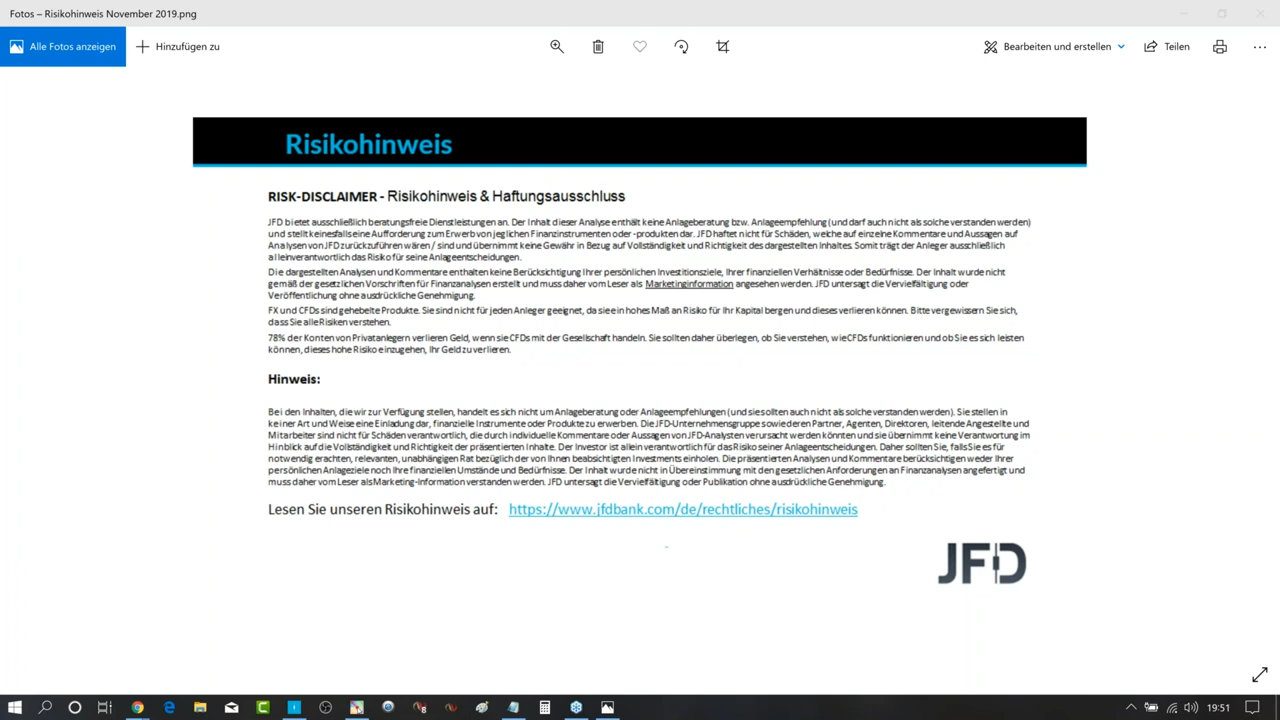 Fotos – Risikohinweis November 2019.png
Alle Fotos anzeigen
Hinzufügen zu
Bearbeiten und erstellen
Teilen
Risikohinweis
RISK-DISCLAIMER - Risikohinweis & Haftungsausschluss
JFD bietet ausschließlich beratungsfreie Dienstleistungen an. Der Inhalt dieser Analyse enthält keine Anlageberatung bzw. Anlageempfehlung (und darf auch nicht als solche verstanden werden)
und stellt keinesfalls eine Aufforderung zum Erwerb von jeglichen Finanzinstrumenten oder -produkten dar. JFD haftet nicht für Schäden, welche auf einzelne Kommentare und Aussagen auf
Analysen von JFD zurückzuführen wären / sind und übernimmt keine Gewähr in Bezug auf Vollständigkeit und Richtigkeit des dargestellten Inhaltes. Somit trägt der Anleger ausschließlich
alleinverantwortlich das Risiko für seine Anlageentscheidungen.
Die dargestellten Analysen und Kommentare enthalten keine Berücksichtigung Ihrer persönlichen Investitionsziele, Ihrer finanziellen Verhältnisse oder Bedürfnisse. Der Inhalt wurde nicht
gemäß der gesetzlichen Vorschriften für Finanzanalysen erstellt und muss daher vom Leser als Marketinginformation angesehen werden. JFD untersagt die Vervielfältigung oder
Veröffentlichung ohne ausdrückliche Genehmigung.
FX und CFDs sind gehebelte Produkte. Sie sind nicht für jeden Anleger geeignet, da sie ein hohes Maß an Risiko für Ihr Kapital bergen und dieses verlieren können. Bitte vergewissern Sie sich,
dass Sie alle Risiken verstehen.
78% der Konten von Privatanlegern verlieren Geld, wenn sie CFDs mit der Gesellschaft handeln. Sie sollten daher überlegen, ob Sie verstehen, wie CFDs funktionieren und ob Sie es sich leisten
können, dieses hohe Risiko einzugehen, Ihr Geld zu verlieren.
Hinweis:
Bei den Inhalten, die wir zur Verfügung stellen, handelt es sich nicht um Anlageberatung oder Anlageempfehlungen (und sie sollten auch nicht als solche verstanden werden). Sie stellen in
keiner Art und Weise eine Einladung dar, finanzielle Instrumente oder Produkte zu erwerben. Die JFD-Unternehmensgruppe sowie deren Partner, Agenten, Direktoren, leitende Angestellte und
Mitarbeiter sind nicht für Schäden verantwortlich, die durch individuelle Kommentare oder Aussagen von JFD-Analysten verursacht werden könnten und sie übernimmt keine Verantwortung im
Hinblick auf die Vollständigkeit und Richtigkeit der präsentierten Inhalte. Der Investor ist allein verantwortlich für das Risiko seiner Anlageentscheidungen. Daher sollten Sie, falls Sie es für
notwendig erachten, relevanten, unabhängigen Rat bezüglich der von Ihnen beabsichtigten Investments einholen. Die präsentierten Analysen und Kommentare berücksichtigen weder Ihrer
persönlichen Anlageziele noch Ihre finanziellen Umstände und Bedürfnisse. Der Inhalt wurde nicht in Übereinstimmung mit den gesetzlichen Anforderungen an Finanzanalysen angefertigt und
muss daher vom Leser als Marketing-Information verstanden werden. JFD untersagt die Vervielfältigung oder Publikation ohne ausdrückliche Genehmigung.
Lesen Sie unseren Risikohinweis auf: https://www.jfdbank.com/de/rechtliches/risikohinweis
JFD
19:51